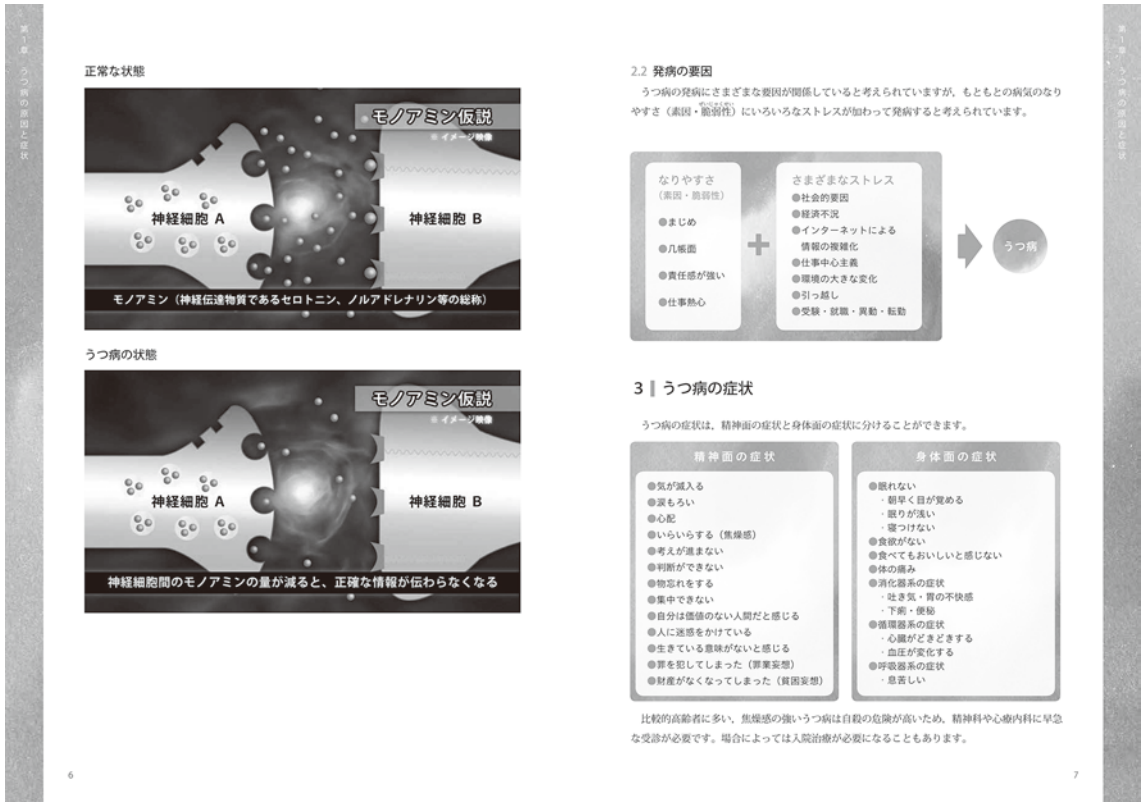 第1章 うつ病の原因と症状
正常な状態
モノアミン仮説
※ イメージ映像
神経細胞 A
神経細胞 B
モノアミン（神経伝達物質であるセロトニン、ノルアドレナリン等の総称）
うつ病の状態
モノアミン仮説
※ イメージ映像
神経細胞 A
神経細胞 B
神経細胞間のモノアミンの量が減ると、正確な情報が伝わらなくなる
6
第1章 うつ病の原因と症状
2.2 発病の要因
うつ病の発病にさまざまな要因が関係していると考えられていますが，もともとの病気のなり
やすさ（素因・脆弱性）にいろいろなストレスが加わって発病すると考えられています。
ぜいじゃくせい
なりやすさ
（素因・脆弱性）
●まじめ
●几帳面
●責任感が強い
●仕事熱心
+
さまざまなストレス
●社会的要因
●経済不況
●インターネットによる
情報の複雑化
●仕事中心主義
●環境の大きな変化
●引っ越し
●受験・就職・異動・転勤
うつ病
3 うつ病の症状
うつ病の症状は，精神面の症状と身体面の症状に分けることができます。
精神面の症状
●気が滅入る
●涙もろい
●心配
●いらいらする（焦燥感）
●考えが進まない
●判断ができない
●物忘れをする
●集中できない
●自分は価値のない人間だと感じる
●人に迷惑をかけている
●生きている意味がないと感じる
●罪を犯してしまった（罪業妄想）
●財産がなくなってしまった（貧困妄想）
身体面の症状
●眠れない
・朝早く目が覚める
・眠りが浅い
・寝つけない
●食欲がない
●食べてもおいしいと感じない
●体の痛み
●消化器系の症状
・吐き気・胃の不快感
・下痢・便秘
●循環器系の症状
・心臓がどきどきする
・血圧が変化する
●呼吸器系の症状
・息苦しい
比較的高齢者に多い，焦燥感の強いうつ病は自殺の危険が高いため，精神科や心療内科に早急
な受診が必要です。場合によっては入院治療が必要になることもあります。
7